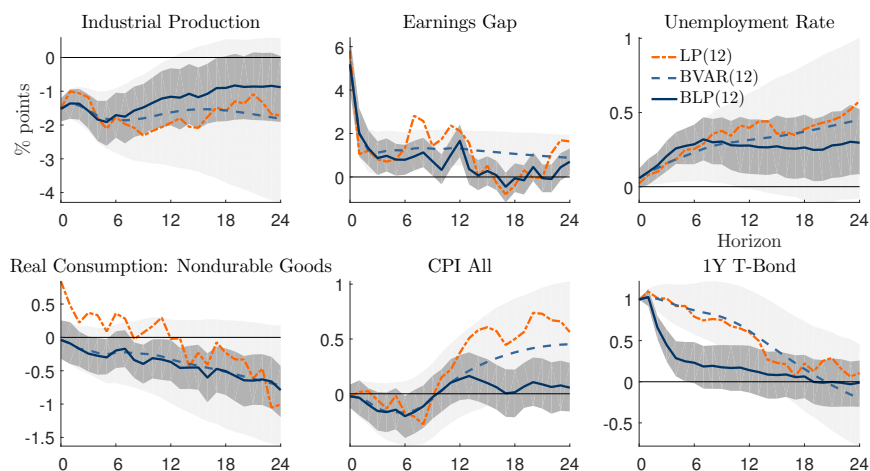 Industrial Production
Earnings Gap
Unemployment Rate
% points
0
-1
-2
-3
-4
0 6 12 18 24
6
4
2
0
0 6 12 18 24
1
0.5
0
LP(12)
BVAR(12)
BLP(12)
0 6 12 18 24
Horizon
Real Consumption: Nondurable Goods
CPI All
1Y T-Bond
0.5
0
-0.5
-1
-1.5
0 6 12 18 24
1
0.5
0
0 6 12 18 24
1
0.5
0
-0.5
0 6 12 18 24